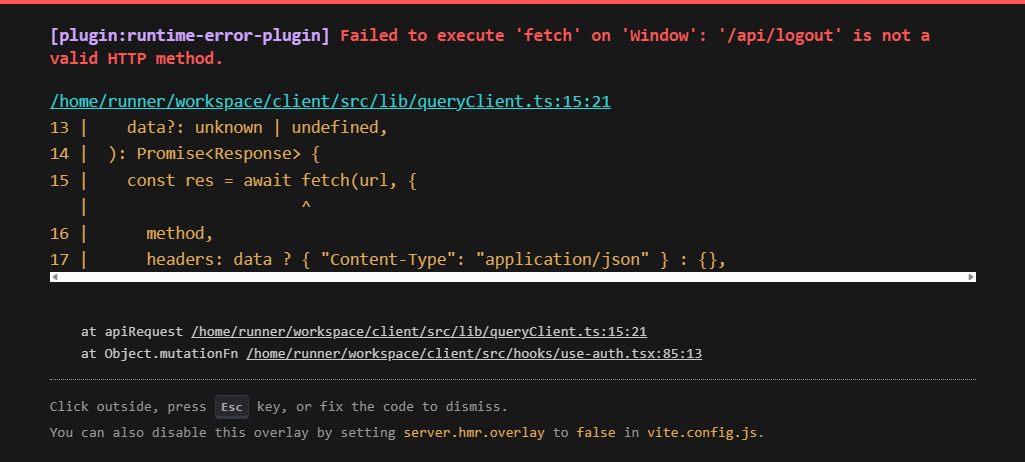 [plugin:runtime-error-plugin] Failed to execute 'fetch' on 'Window': '/api/logout' is not a
valid HTTP method.
/home/runner/workspace/client/src/lib/queryClient.ts:15:21
13 |    data?: unknown | undefined,
14 |  ): Promise<Response> {
15 |    const res = await fetch(url, {
   |                      ^
16 |      method,
17 |      headers: data ? { "Content-Type": "application/json" } : {},
at apiRequest /home/runner/workspace/client/src/lib/queryClient.ts:15:21
at Object.mutationFn /home/runner/workspace/client/src/hooks/use-auth.tsx:85:13
Click outside, press Esc key, or fix the code to dismiss.
You can also disable this overlay by setting server.hmr.overlay to false in vite.config.js.